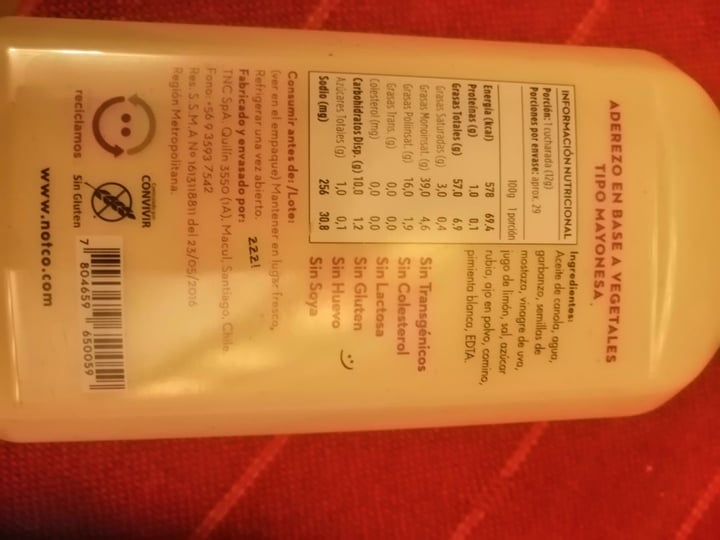 ADEREZO EN BASE A VEGETALES
TIPO MAYONESA
INFORMACIÓN NUTRICIONAL
Porción: 1 cucharada (12g)
Porciones por envase: aprox. 29
100g 1 porción
Energía (kcal) 578 69,4
Proteínas (g) 1,0 0,1
Grasas Totales (g) 57,0 6,9
Grasas Saturadas (g) 3,0 0,4
Grasas Monoinsat. (g) 39,0 4,6
Grasas Poliinsat. (g) 16,0 1,9
Grasas Trans. (g) 0,0 0,0
Colesterol (mg) 0,0 0,0
Carbohidratos Disp. (g) 10,0 1,2
Azúcares Totales (g) 1,0 0,1
Sodio (mg) 256 30,8
Ingredientes:
Aceite de canola, agua,
garbanzo, semillas de
mostaza, vinagre de uva,
jugo de limón, sal, azúcar
rubia, ajo en polvo, comino,
pimienta blanca, EDTA.
Sin Transgénicos
Sin Colesterol
Sin Lactosa
Sin Gluten
Sin Huevo
Sin Soya
Consumir antes de: /Lote:
(ver en el empaque) Mantener en lugar fresco,
Refrigerar una vez abierto.
222!
Fabricado y envasado por:
TNC SpA. Quilín 3550 (1A), Macul, Santiago, Chile
Fono: +56 9 3593 7542
Res. S.S.M.A Nº 1613118811 del 23/05/2016
Región Metropolitana.
reciclamos
CONVIVIR
Sin Gluten
7 804659 650059
www.notco.com